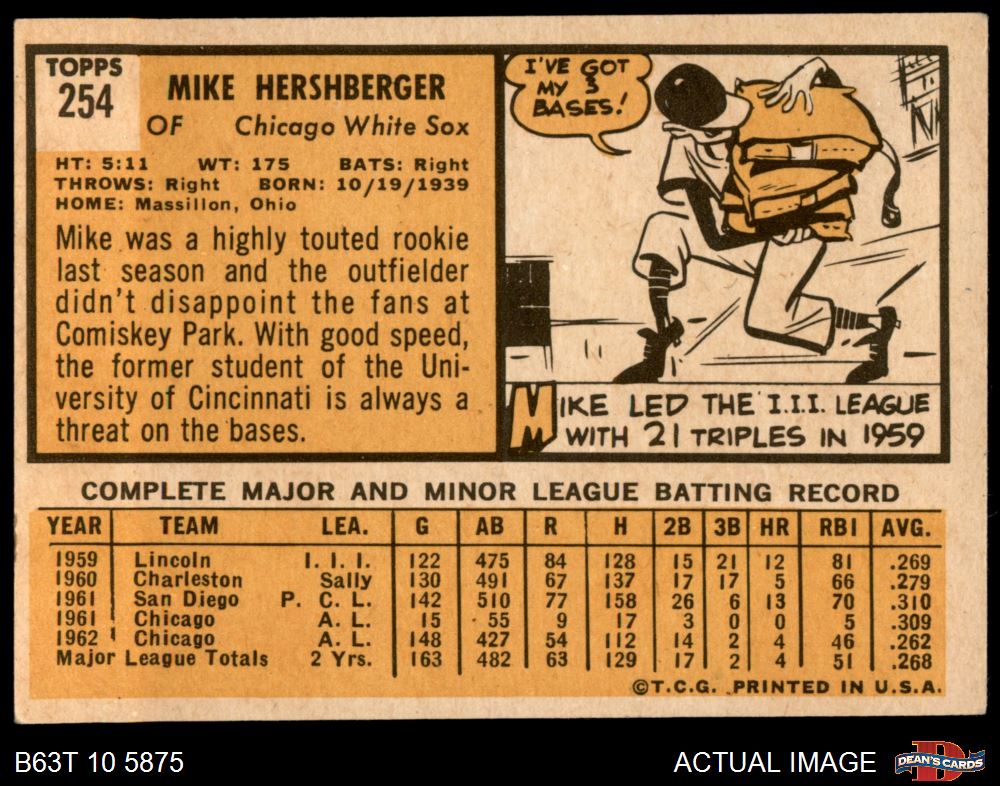 TOPPS
254
MIKE HERSHBERGER
OF Chicago White Sox
HT: 5:11 WT: 175 BATS: Right
THROWS: Right BORN: 10/19/1939
HOME: Massillon, Ohio
Mike was a highly touted rookie
last season and the outfielder
didn't disappoint the fans at
Comiskey Park. With good speed,
the former student of the Uni-
versity of Cincinnati is always a
threat on the bases.
I'VE GOT
MY 3
BASES!
MIKE LED THE I.I.I. LEAGUE
WITH 21 TRIPLES IN 1959
COMPLETE MAJOR AND MINOR LEAGUE BATTING RECORD
YEAR TEAM LEA. G AB R H 2B 3B HR RBI AVG.
1959 Lincoln I. I. I. 122 475 84 128 15 21 12 81 .269
1960 Charleston Sally 130 491 67 137 17 17 5 66 .279
1961 San Diego P. C. L. 142 510 77 158 26 6 13 70 .310
1961 Chicago A. L. 15 55 9 17 3 0 0 5 .309
1962 Chicago A. L. 148 427 54 112 14 2 4 46 .262
Major League Totals 2 Yrs. 163 482 63 129 17 2 4 51 .268
©T.C.G. PRINTED IN U.S.A.
B63T 10 5875
ACTUAL IMAGE
D
DEAN'S CARDS